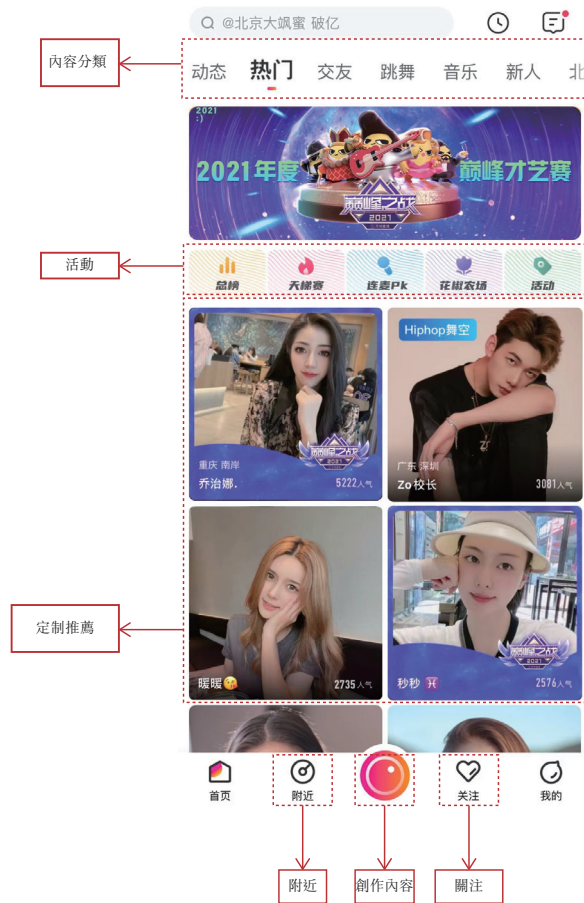 @北京大飒蜜 破亿
内容分類
动态 热门 交友 跳舞 音乐 新人 北
2021
:)
2021年度 巅峰才艺赛
巅峰之战
2021
活動
总榜 天梯赛 连麦Pk 花椒农场 活动
Hiphop舞空
巅峰之战
2021
重庆 南岸
乔治娜. 5222人气
广东 深圳
Zo校长 3081人气
定制推薦
巅峰之战
2021
暖暖😘 2735人气
秒秒 ♓ 2576人气
首页 附近 关注 我的
附近 創作內容 關注